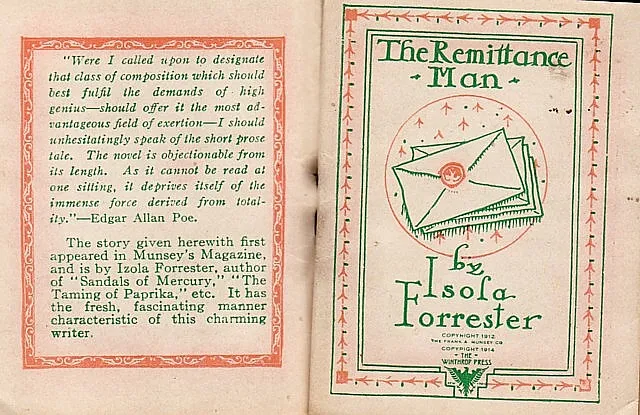 "Were I called upon to designate
that class of composition which should
best fulfil the demands of high
genius—should offer it the most ad-
vantageous field of exertion—I should
unhesitatingly speak of the short prose
tale. The novel is objectionable from
its length. As it cannot be read at
one sitting, it deprives itself of the
immense force derived from total-
ity."—Edgar Allan Poe.
The story given herewith first
appeared in Munsey's Magazine,
and is by Izola Forrester, author
of "Sandals of Mercury," "The
Taming of Paprika," etc. It has
the fresh, fascinating manner
characteristic of this charming
writer.
The Remittance
Man
by
Isola
Forrester
COPYRIGHT 1912
THE FRANK A MUNSEY CO
COPYRIGHT 1914
THE
WINTHROP PRESS